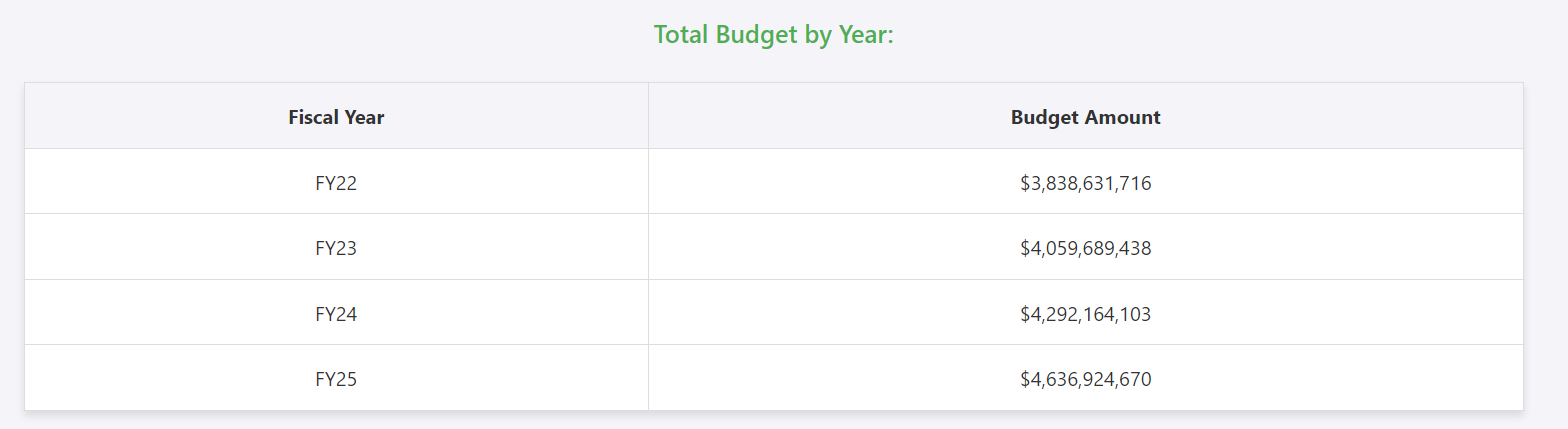 Total Budget by Year:
Fiscal Year Budget Amount
FY22 $3,838,631,716
FY23 $4,059,689,438
FY24 $4,292,164,103
FY25 $4,636,924,670